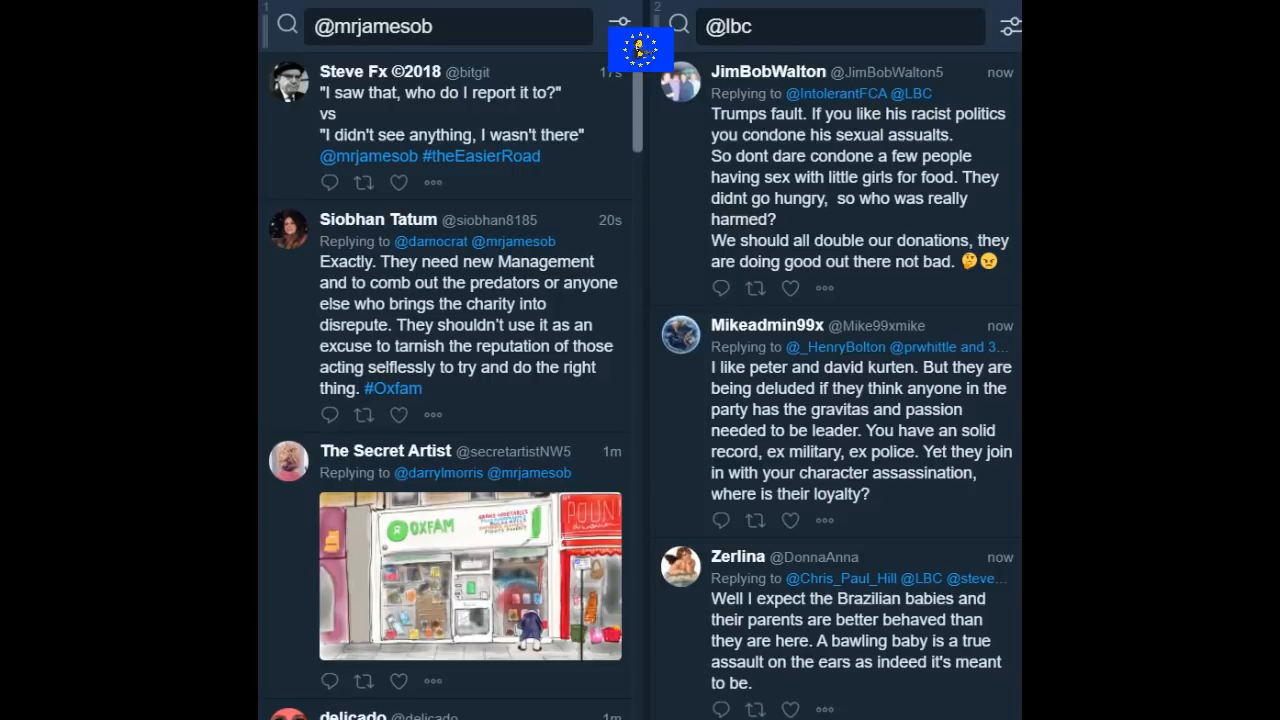 1
@mrjamesob
Steve Fx ©2018 @bitgit 17s
"I saw that, who do I report it to?"
vs
"I didn't see anything, I wasn't there"
@mrjamesob #theEasierRoad
Siobhan Tatum @siobhan8185 20s
Replying to @damocrat @mrjamesob
Exactly. They need new Management
and to comb out the predators or anyone
else who brings the charity into
disrepute. They shouldn't use it as an
excuse to tarnish the reputation of those
acting selflessly to try and do the right
thing. #Oxfam
The Secret Artist @secretartistNW5 1m
Replying to @darrylmorris @mrjamesob
OXFAM
POUN
delicado @delicado 1m
2
@lbc
JimBobWalton @JimBobWalton5 now
Replying to @IntolerantFCA @LBC
Trumps fault. If you like his racist politics
you condone his sexual assualts.
So dont dare condone a few people
having sex with little girls for food. They
didnt go hungry, so who was really
harmed?
We should all double our donations, they
are doing good out there not bad. 🤔😠
Mikeadmin99x @Mike99xmike now
Replying to @_HenryBolton @prwhittle and 3...
I like peter and david kurten. But they are
being deluded if they think anyone in the
party has the gravitas and passion
needed to be leader. You have an solid
record, ex military, ex police. Yet they join
in with your character assassination,
where is their loyalty?
Zerlina @DonnaAnna now
Replying to @Chris_Paul_Hill @LBC @steve...
Well I expect the Brazilian babies and
their parents are better behaved than
they are here. A bawling baby is a true
assault on the ears as indeed it's meant
to be.